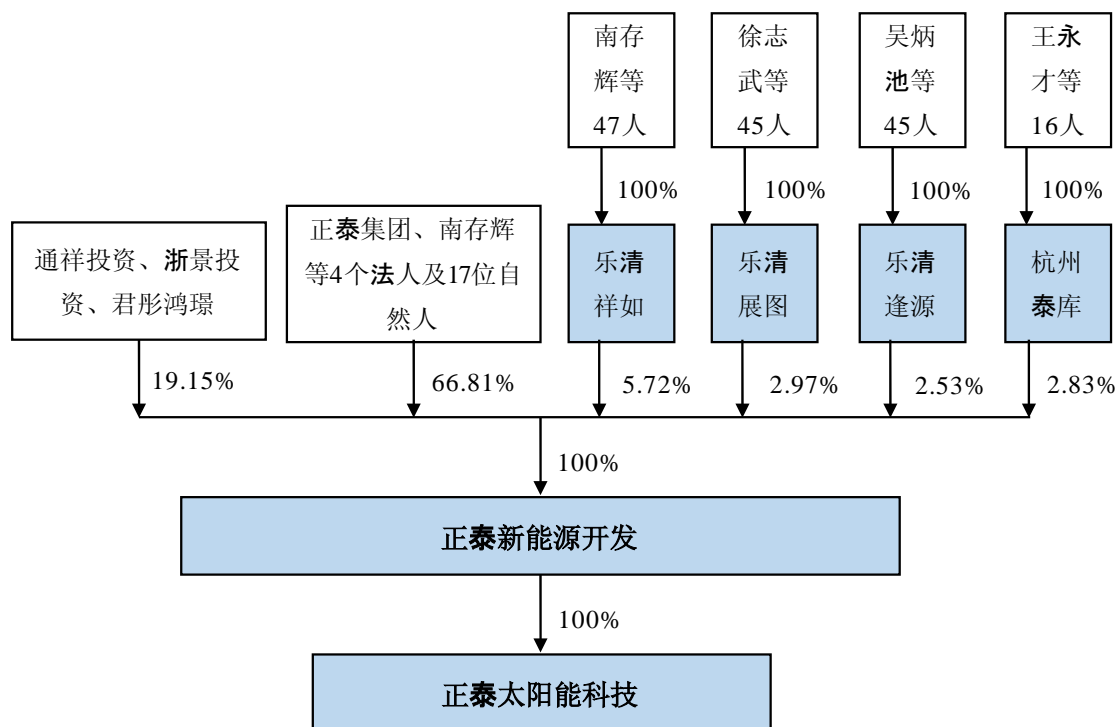 南存
辉等
47人
徐志
武等
45人
吴炳
池等
45人
王永
才等
16人
100%
100%
100%
100%
通祥投资、浙景投
资、君彤鸿璟
正泰集团、南存辉
等4个法人及17位自
然人
乐清
祥如
乐清
展图
乐清
逢源
杭州
泰库
19.15%
66.81%
5.72%
2.97%
2.53%
2.83%
100%
正泰新能源开发
100%
正泰太阳能科技